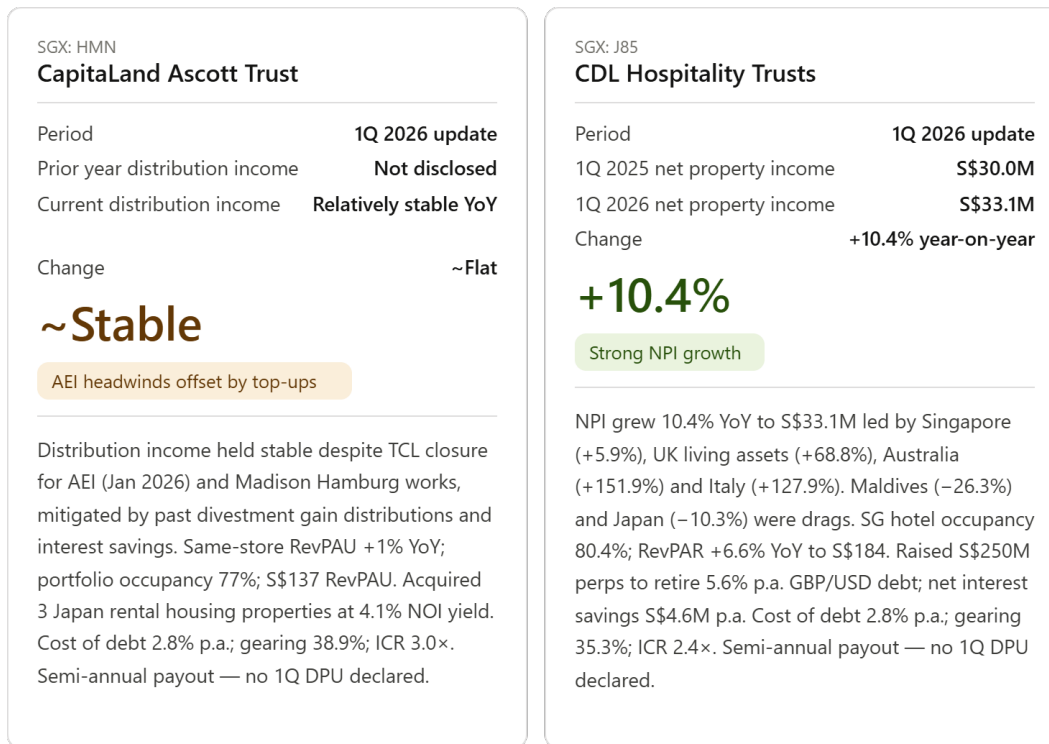 SGX: HMN
CapitaLand Ascott Trust
Period 1Q 2026 update
Prior year distribution income Not disclosed
Current distribution income Relatively stable YoY
Change ~Flat
~Stable
AEI headwinds offset by top-ups
Distribution income held stable despite TCL closure
for AEI (Jan 2026) and Madison Hamburg works,
mitigated by past divestment gain distributions and
interest savings. Same-store RevPAU +1% YoY;
portfolio occupancy 77%; S$137 RevPAU. Acquired
3 Japan rental housing properties at 4.1% NOI yield.
Cost of debt 2.8% p.a.; gearing 38.9%; ICR 3.0×.
Semi-annual payout — no 1Q DPU declared.
SGX: J85
CDL Hospitality Trusts
Period 1Q 2026 update
1Q 2025 net property income S$30.0M
1Q 2026 net property income S$33.1M
Change +10.4% year-on-year
+10.4%
Strong NPI growth
NPI grew 10.4% YoY to S$33.1M led by Singapore
(+5.9%), UK living assets (+68.8%), Australia
(+151.9%) and Italy (+127.9%). Maldives (−26.3%)
and Japan (−10.3%) were drags. SG hotel occupancy
80.4%; RevPAR +6.6% YoY to S$184. Raised S$250M
perps to retire 5.6% p.a. GBP/USD debt; net interest
savings S$4.6M p.a. Cost of debt 2.8% p.a.; gearing
35.3%; ICR 2.4×. Semi-annual payout — no 1Q DPU
declared.